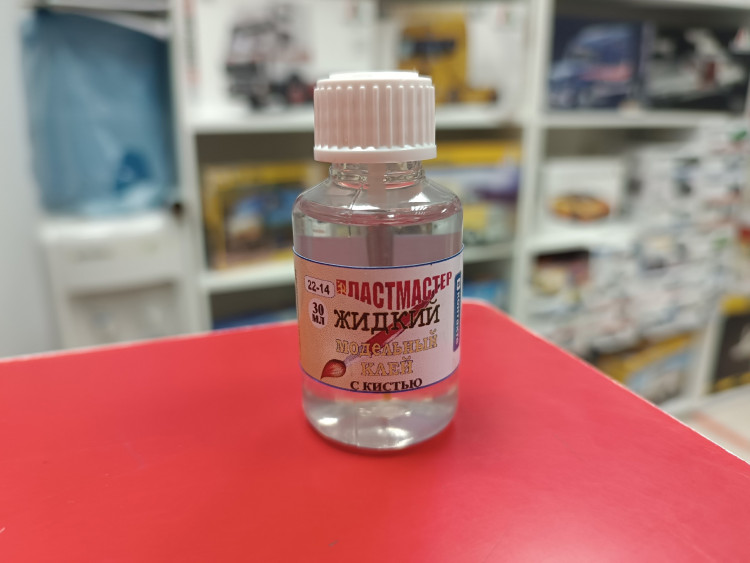 22-14
ПЛАСТМАСТЕР
30
МЛ
ЖИДКИЙ
МОДЕЛЬНЫЙ
КЛЕЙ
С КИСТЬЮ